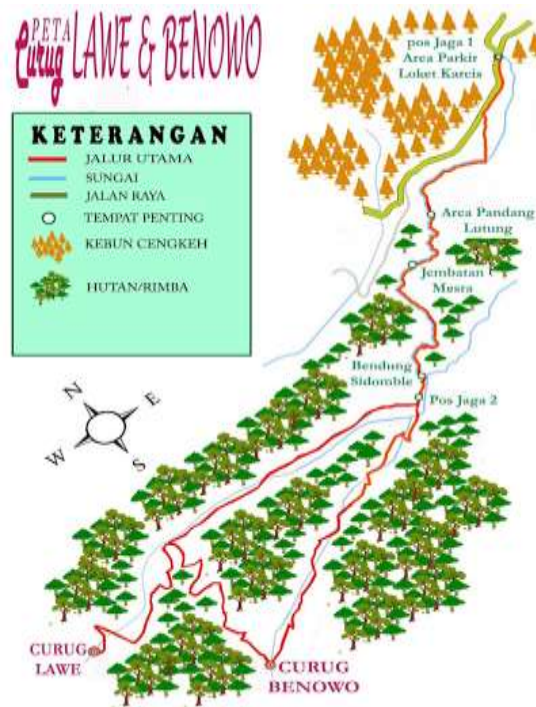 PETA
Curug LAWE & BENOWO
KETERANGAN
JALUR UTAMA
SUNGAI
JALAN RAYA
TEMPAT PENTING
KEBUN CENGKEH
HUTAN/RIMBA
N
E
W
S
pos Jaga 1
Area Parkir
Loket Karcis
Area Pandang
Lutung
Jembatan
Mesra
Bendung
Sidomble
Pos Jaga 2
CURUG
LAWE
CURUG
BENOWO